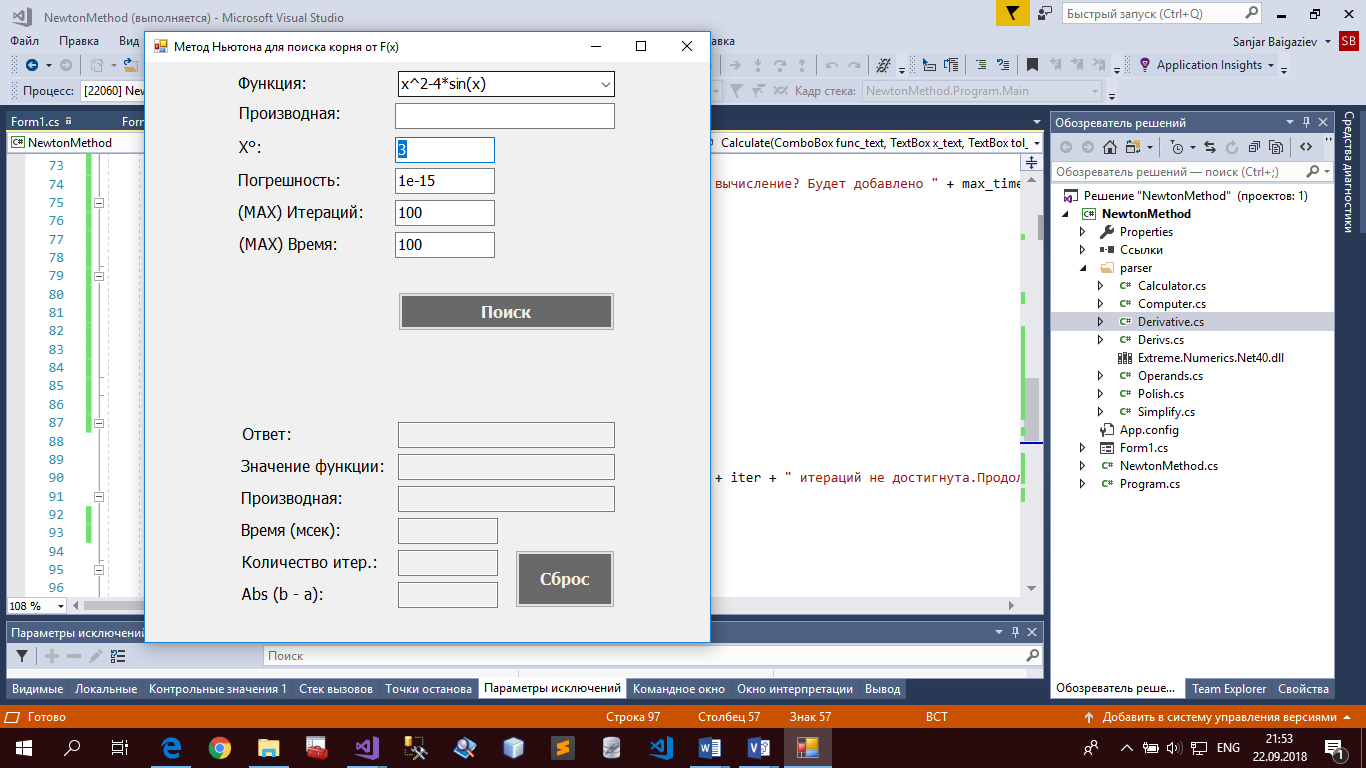 NewtonMethod (выполняется) - Microsoft Visual Studio
Быстрый запуск (Ctrl+Q)
Файл Правка Вид
Sanjar Baigaziev SB
Application Insights
Процесс: [22060]
Кадр стека: NewtonMethod.Program.Main
Метод Ньютона для поиска корня от F(x)
Функция: x^2-4*sin(x)
Производная:
X°: 3
Погрешность: 1e-15
(MAX) Итераций: 100
(MAX) Время: 100
Поиск
Ответ:
Значение функции:
Производная:
Время (мсек):
Количество итер.:
Abs (b - a):
Сброс
Form1.cs
NewtonMethod
Calculate(ComboBox func_text, TextBox x_text, TextBox tol_
73
74
75
76
77
78
79
80
81
82
83
84
85
86
87
88
89
90
91
92
93
94
95
96
вычисление? Будет добавлено " + max_time
+ iter + " итераций не достигнута.Продол
108 %
Обозреватель решений
Обозреватель решений — поиск (Ctrl+;)
Решение "NewtonMethod" (проектов: 1)
NewtonMethod
Properties
Ссылки
parser
Calculator.cs
Computer.cs
Derivative.cs
Derivs.cs
Extreme.Numerics.Net40.dll
Operands.cs
Polish.cs
Simplify.cs
App.config
Form1.cs
NewtonMethod.cs
Program.cs
Средства диагностики
Параметры исключений
Поиск
Видимые Локальные Контрольные значения 1 Стек вызовов Точки останова Параметры исключений Командное окно Окно интерпретации Вывод
Обозреватель реше... Team Explorer Свойства
Готово Строка 97 Столбец 57 Знак 57 ВСТ Добавить в систему управления версиями
ENG
21:53
22.09.2018
1